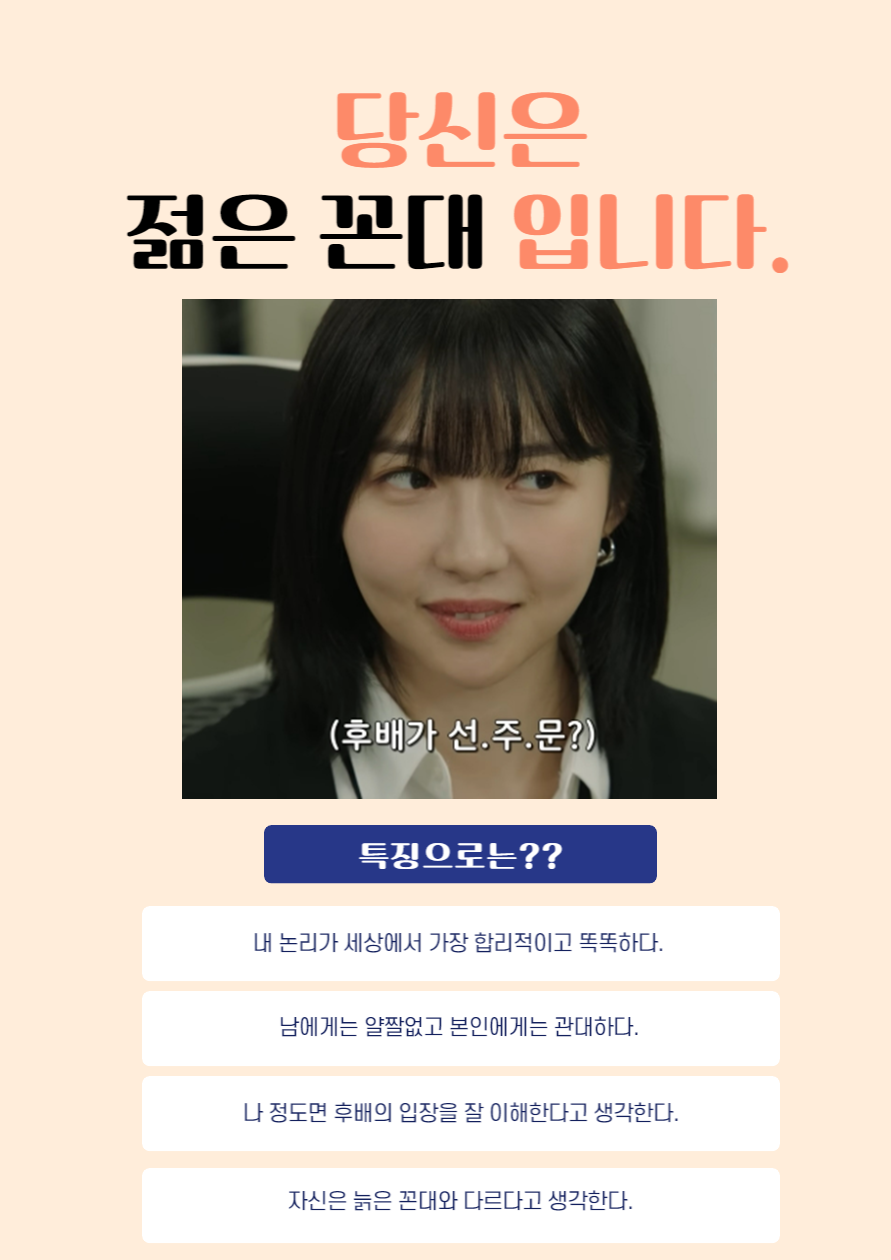 당신은
젊은 꼰대 입니다.
(후배가 선.주.문?)
특징으로는??
내 논리가 세상에서 가장 합리적이고 똑똑하다.
남에게는 얄짤없고 본인에게는 관대하다.
나 정도면 후배의 입장을 잘 이해한다고 생각한다.
자신은 늙은 꼰대와 다르다고 생각한다.